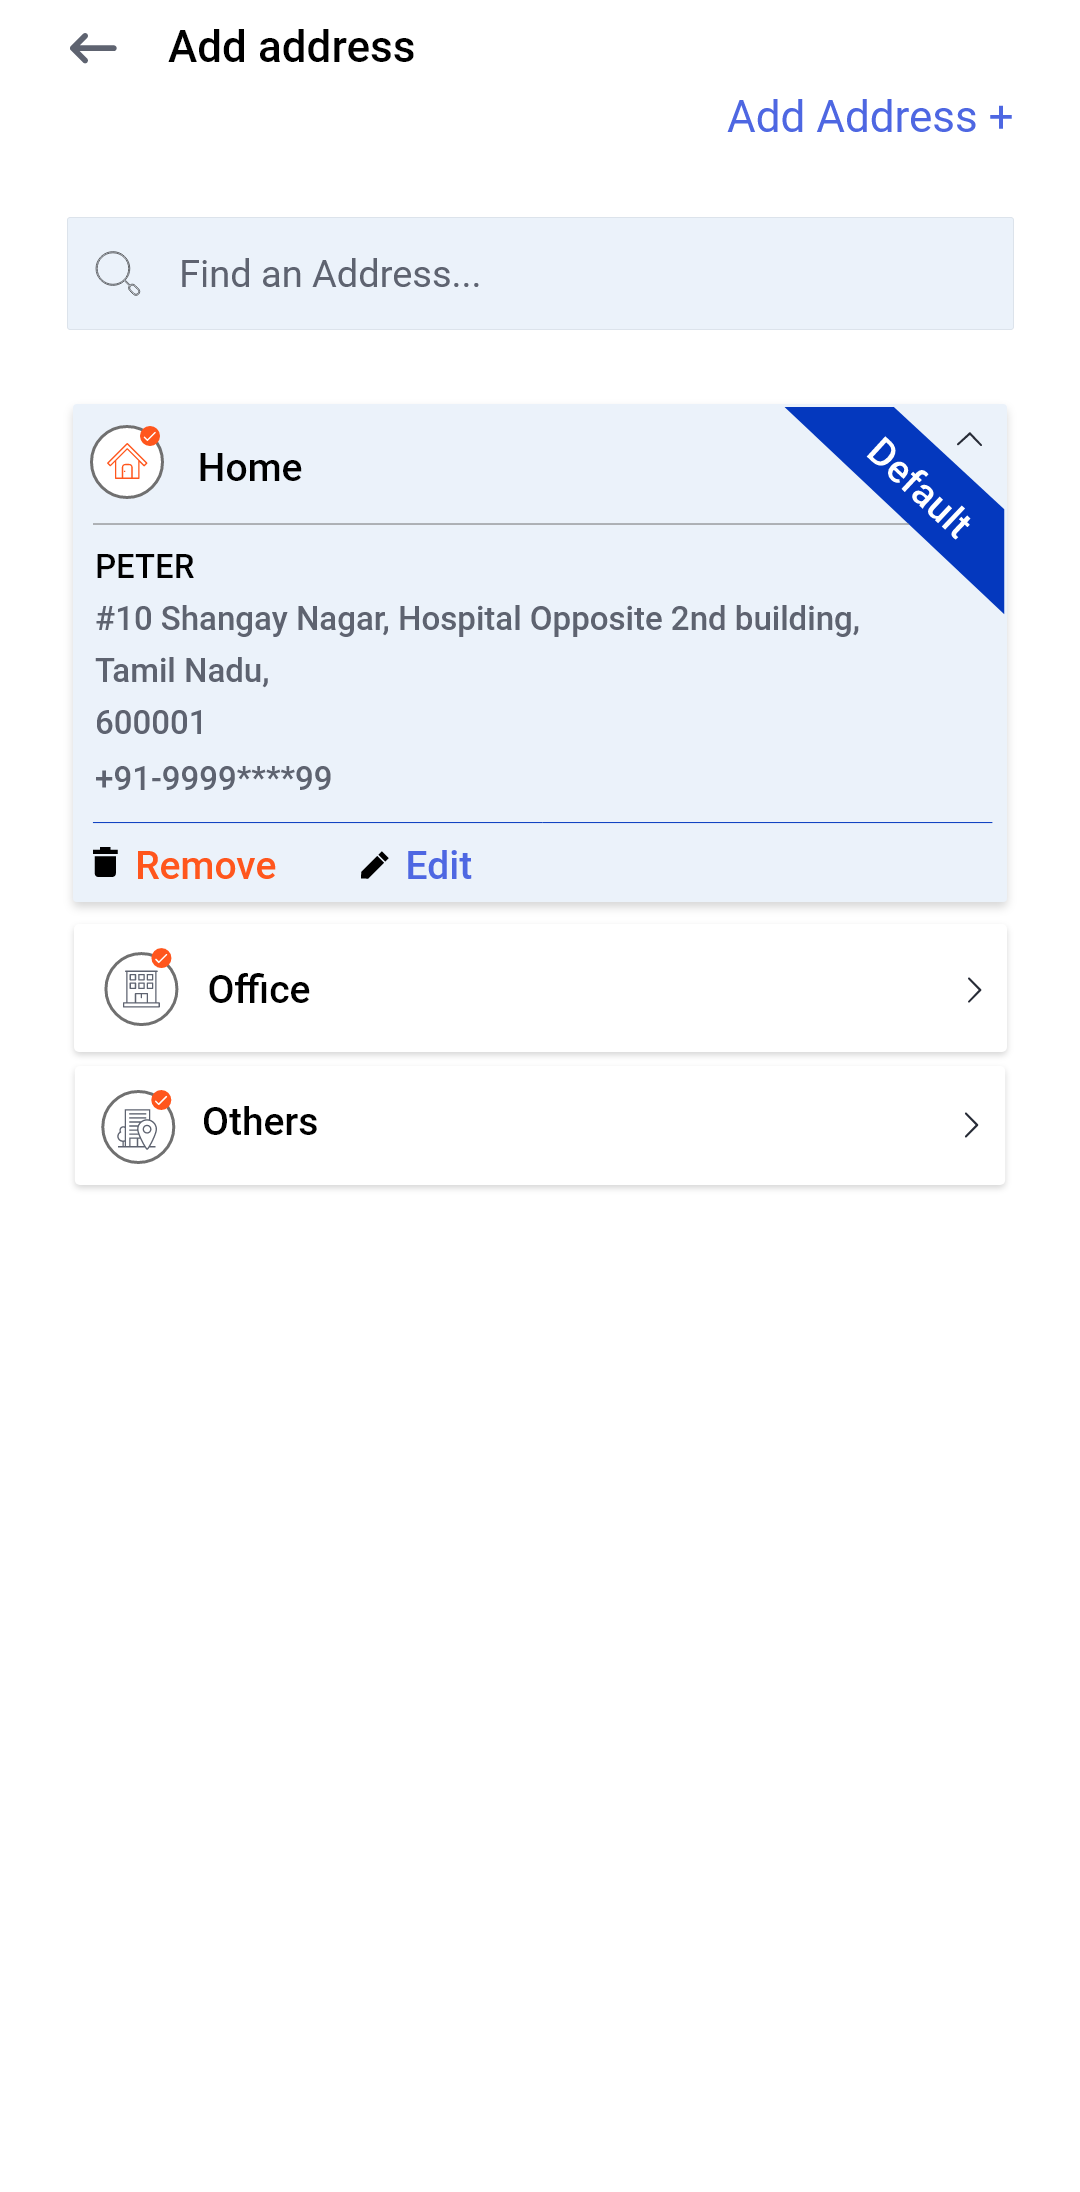 Add address
Add Address +
Find an Address...
Home
Default
PETER
#10 Shangay Nagar, Hospital Opposite 2nd building,
Tamil Nadu,
600001
+91-9999****99
Remove
Edit
Office
Others